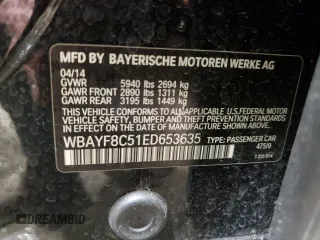 MFD BY BAYERISCHE MOTOREN WERKE AG
04/14
GVWR 5940 lbs 2694 kg
GAWR FRONT 2890 lbs 1311 kg
GAWR REAR 3195 lbs 1449 kg
THIS VEHICLE CONFORMS TO ALL APPLICABLE FEDERAL MOTOR VEHICLE
SAFETY, BUMPER AND THEFT PREVENTION STANDARDS IN EFFECT
ON THE DATE OF MANUFACTURE SHOWN ABOVE
WBAYF8C51ED653635 TYPE: PASSENGER CAR
475/9
DREAMBID